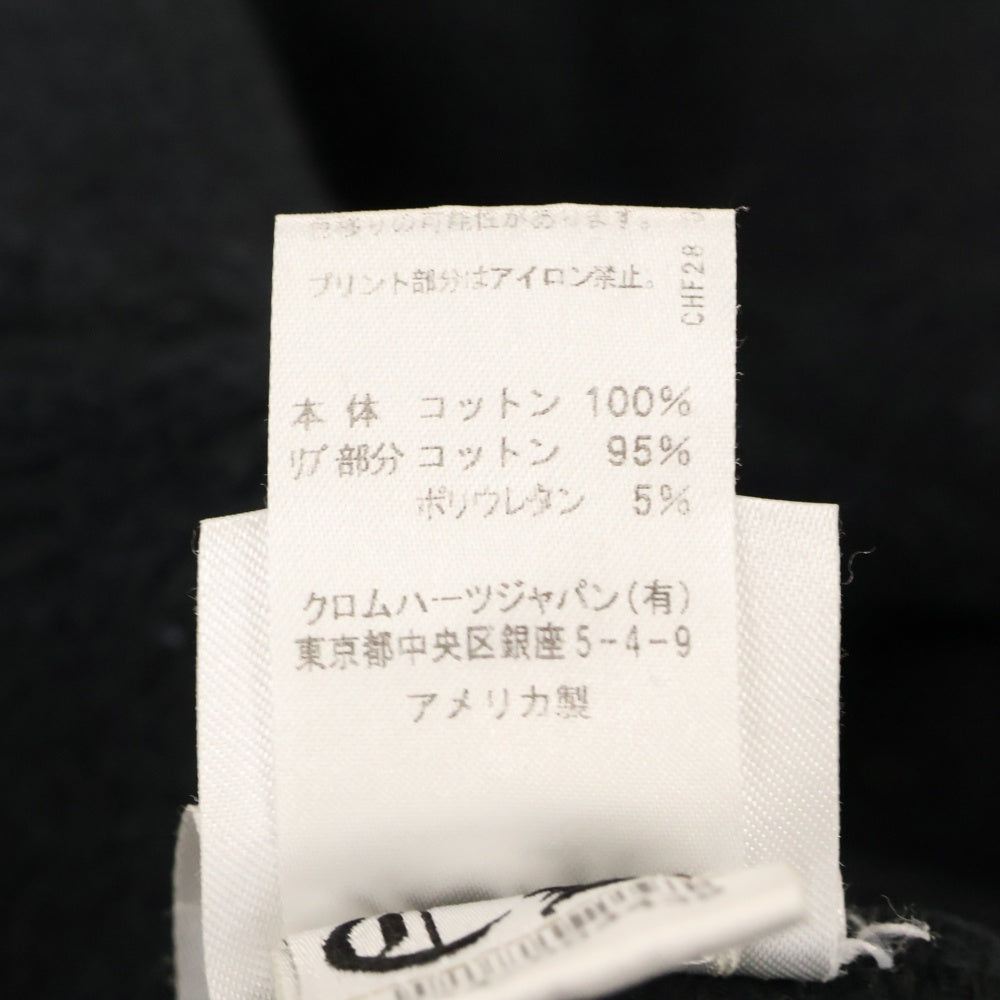 色移りの可能性があります。
プリント部分はアイロン禁止。
CHF28
本体 コットン 100%
リブ部分 コットン 95%
ポリウレタン 5%
クロムハーツジャパン(有)
東京都中央区銀座5-4-9
アメリカ製